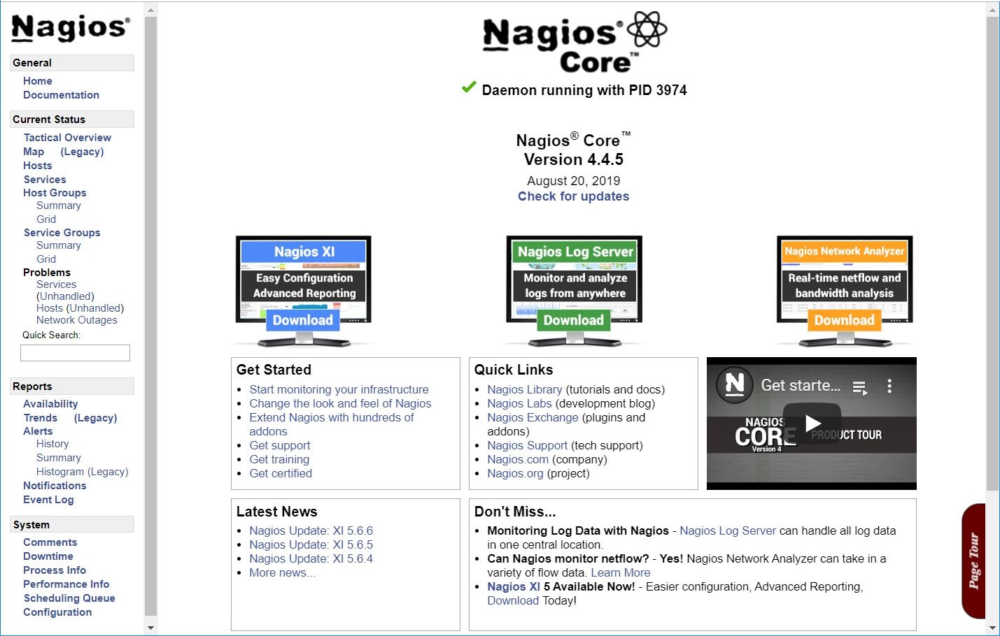 Nagios®
General
Home
Documentation
Current Status
Tactical Overview
Map (Legacy)
Hosts
Services
Host Groups
Summary
Grid
Service Groups
Summary
Grid
Problems
Services
(Unhandled)
Hosts (Unhandled)
Network Outages
Quick Search:
Reports
Availability
Trends (Legacy)
Alerts
History
Summary
Histogram (Legacy)
Notifications
Event Log
System
Comments
Downtime
Process Info
Performance Info
Scheduling Queue
Configuration
Nagios®
Core™
Daemon running with PID 3974
Nagios® Core™
Version 4.4.5
August 20, 2019
Check for updates
Nagios XI
Easy Configuration
Advanced Reporting
Download
Nagios Log Server
Monitor and analyze
logs from anywhere
Download
Nagios Network Analyzer
Real-time netflow and
bandwidth analysis
Download
Get Started
Start monitoring your infrastructure
Change the look and feel of Nagios
Extend Nagios with hundreds of
addons
Get support
Get training
Get certified
Quick Links
Nagios Library (tutorials and docs)
Nagios Labs (development blog)
Nagios Exchange (plugins and
addons)
Nagios Support (tech support)
Nagios.com (company)
Nagios.org (project)
N
Get starte...
NAGIOS
CORE PRODUCT TOUR
Version 4
Latest News
Nagios Update: XI 5.6.6
Nagios Update: XI 5.6.5
Nagios Update: XI 5.6.4
More news...
Don't Miss...
Monitoring Log Data with Nagios - Nagios Log Server can handle all log data
in one central location.
Can Nagios monitor netflow? - Yes! Nagios Network Analyzer can take in a
variety of flow data. Learn More
Nagios XI 5 Available Now! - Easier configuration, Advanced Reporting,
Download Today!
Page Tour